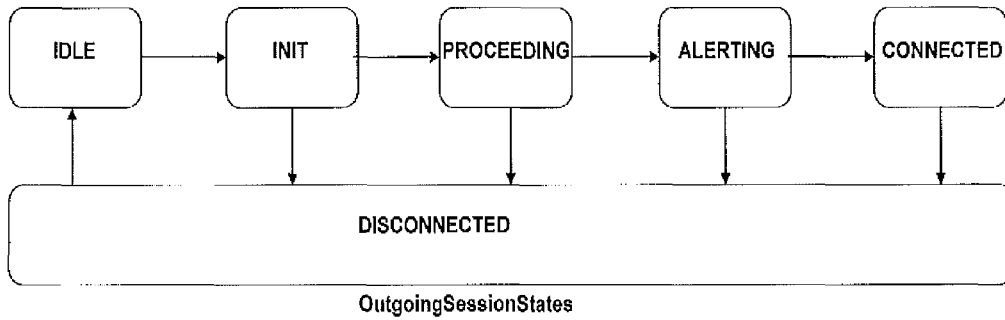 IDLE
INIT
PROCEEDING
ALERTING
CONNECTED
DISCONNECTED
OutgoingSessionStates